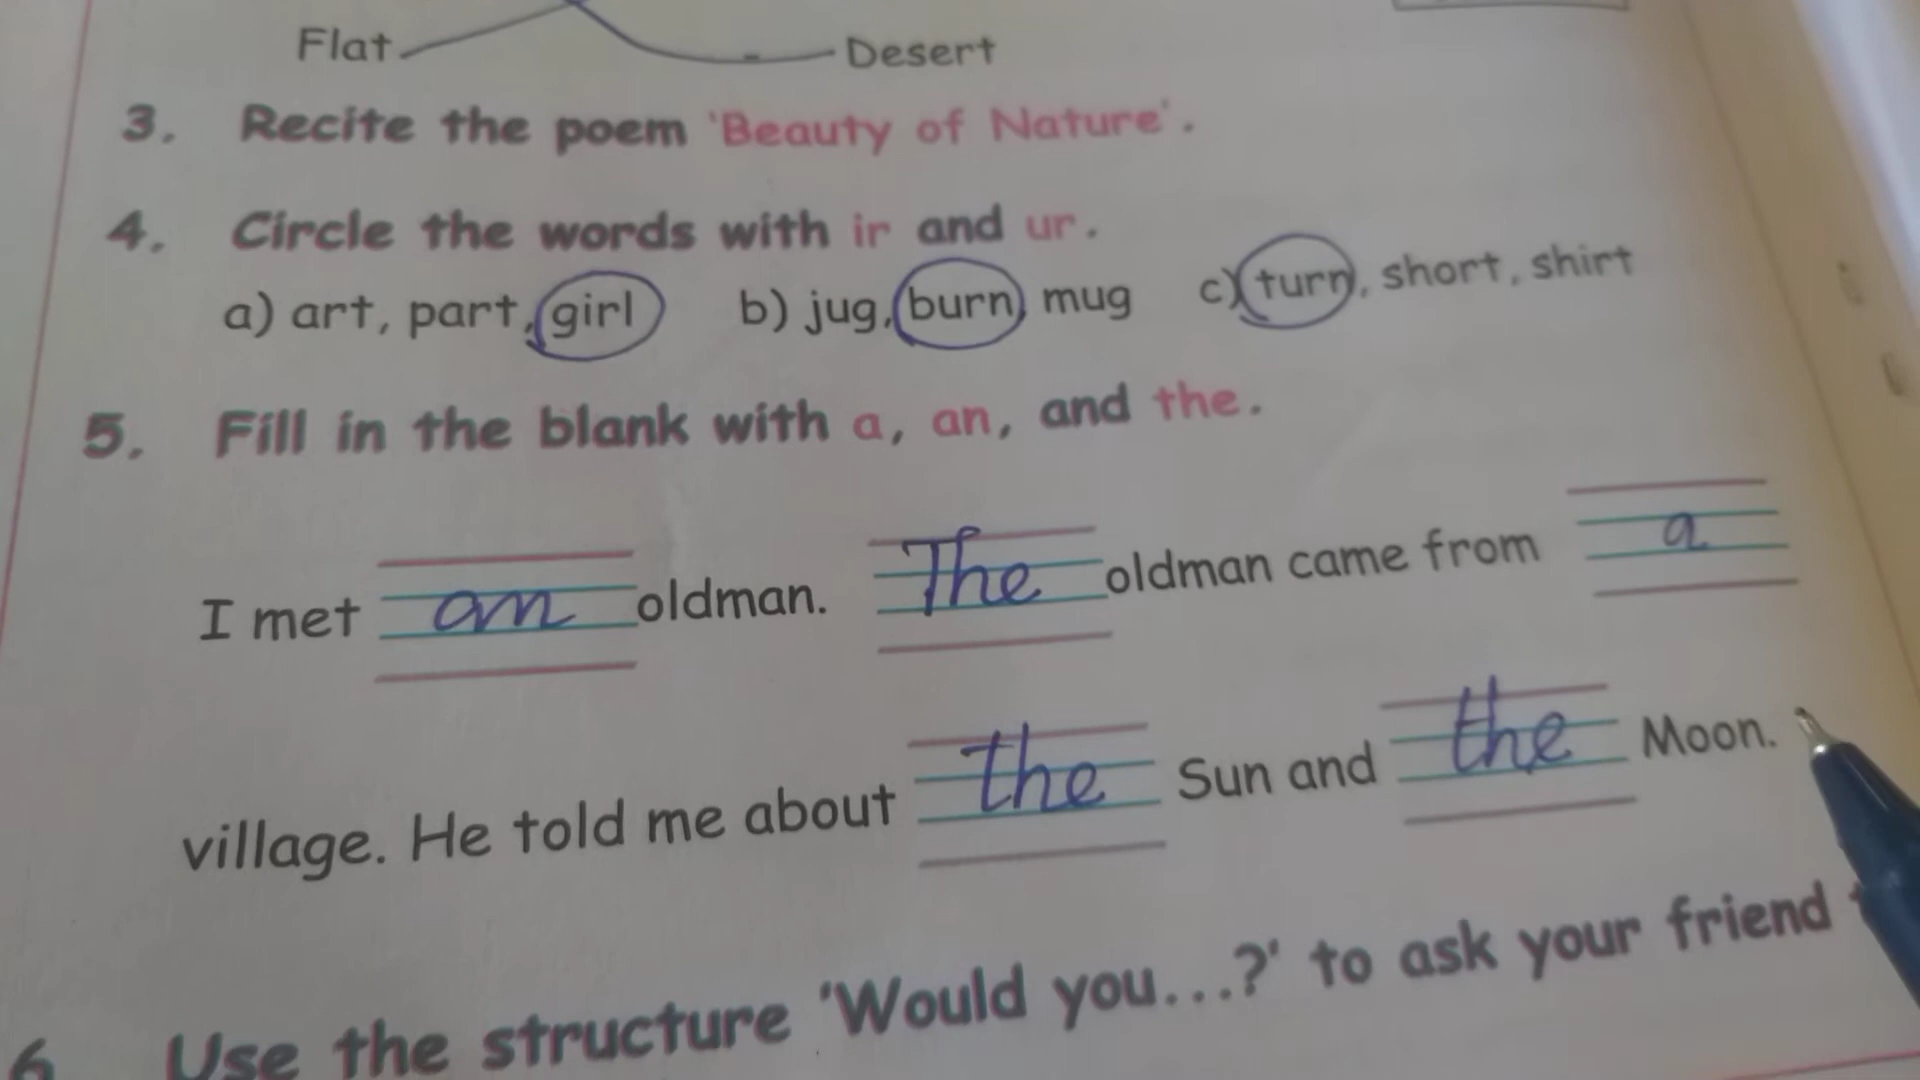 Flat Desert
3. Recite the poem 'Beauty of Nature'.
4. Circle the words with ir and ur.
a) art, part, girl b) jug, burn, mug c) turn, short, shirt
5. Fill in the blank with a, an, and the.
I met an oldman. The oldman came from a
village. He told me about the Sun and the Moon.
6 Use the structure 'Would you...?' to ask your friend